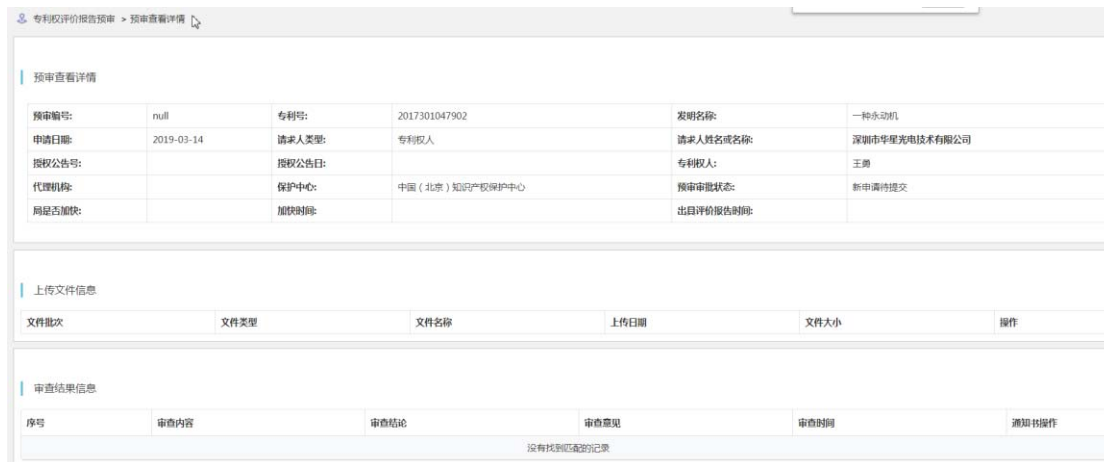 专利权评价报告预审 > 预审查看详情
预审查看详情
预审编号: null 专利号: 2017301047902 发明名称: 一种永动机
申请日期: 2019-03-14 请求人类型: 专利权人 请求人姓名或名称: 深圳市华星光电技术有限公司
授权公告号: 授权公告日: 专利权人: 王勇
代理机构: 保护中心: 中国(北京)知识产权保护中心 预审审批状态: 新申请待提交
局是否加快: 加快时间: 出具评价报告时间:
上传文件信息
文件批次 文件类型 文件名称 上传日期 文件大小 操作
审查结果信息
序号 审查内容 审查结论 审查意见 审查时间 通知书操作
没有找到匹配的记录